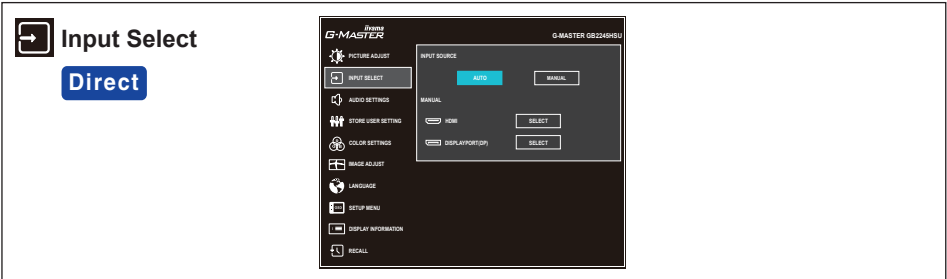 Input Select
Direct
iiyama
G-MASTER
G-MASTER GB2245HSU
PICTURE ADJUST
INPUT SELECT
AUDIO SETTINGS
STORE USER SETTING
COLOR SETTINGS
IMAGE ADJUST
LANGUAGE
SETUP MENU
DISPLAY INFORMATION
RECALL
INPUT SOURCE
AUTO MANUAL
MANUAL
HDMI SELECT
DISPLAYPORT(DP) SELECT